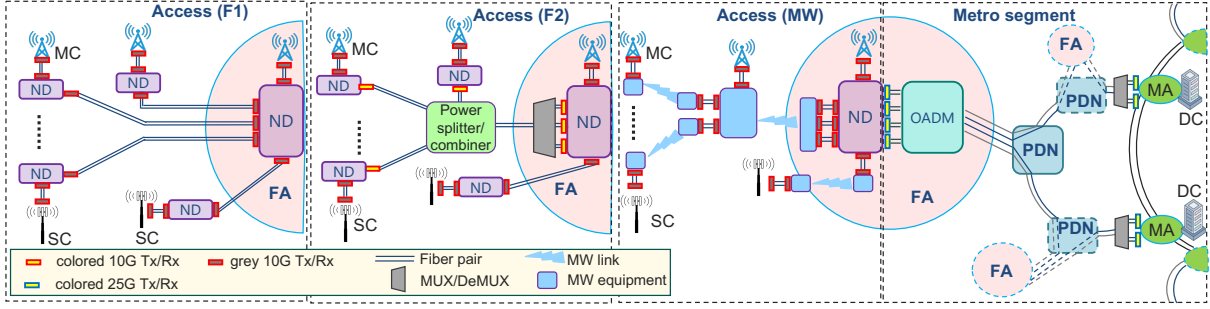 Access (F1)
MC
ND
ND
ND
ND
FA
ND
SC
SC
Access (F2)
MC
ND
ND
Power
splitter/
combiner
ND
FA
ND
ND
SC
Access (MW)
MC
ND
SC
FA
Metro segment
OADM
FA
PDN
PDN
PDN
FA
MA
DC
DC
MA
colored 10G Tx/Rx
grey 10G Tx/Rx
Fiber pair
MW link
colored 25G Tx/Rx
MUX/DeMUX
MW equipment